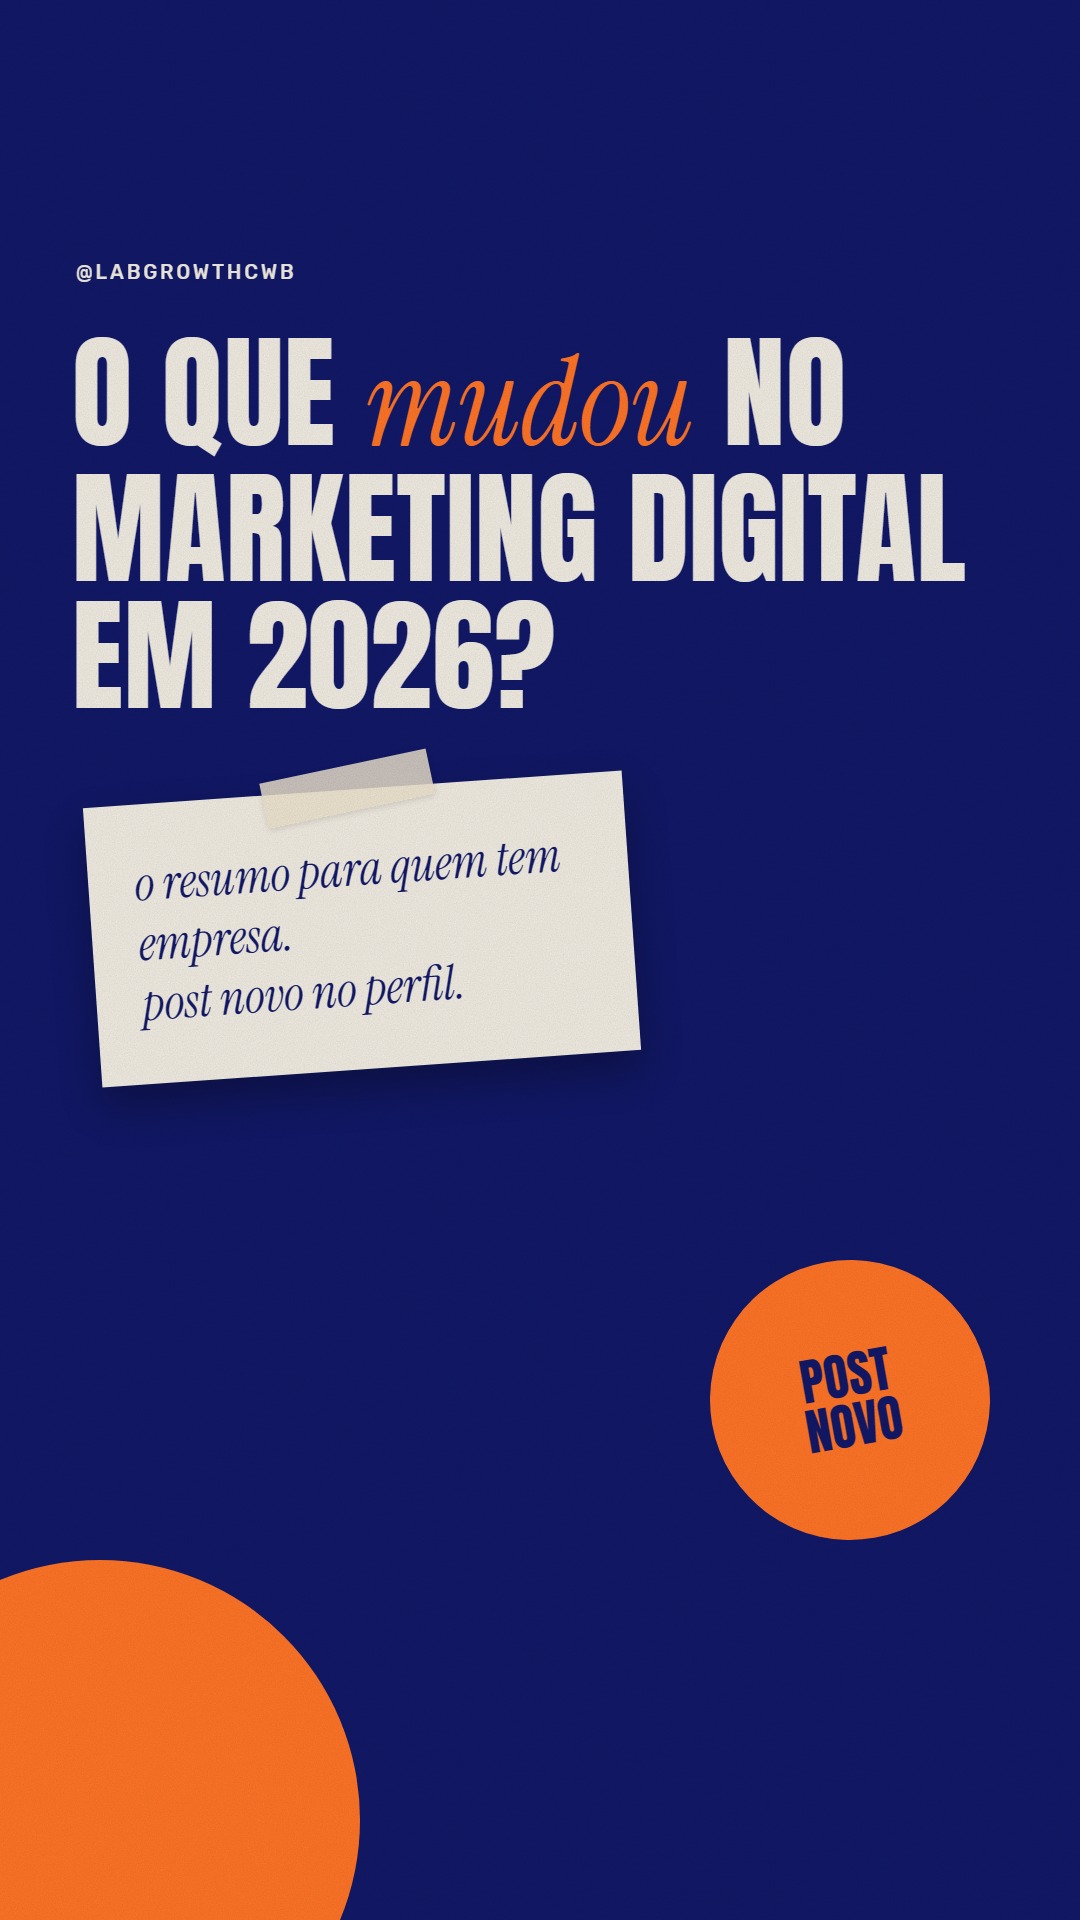 @LABGROWTHCWB
O QUE mudou NO
MARKETING DIGITAL
EM 2026?
o resumo para quem tem
empresa.
post novo no perfil.
POST
NOVO